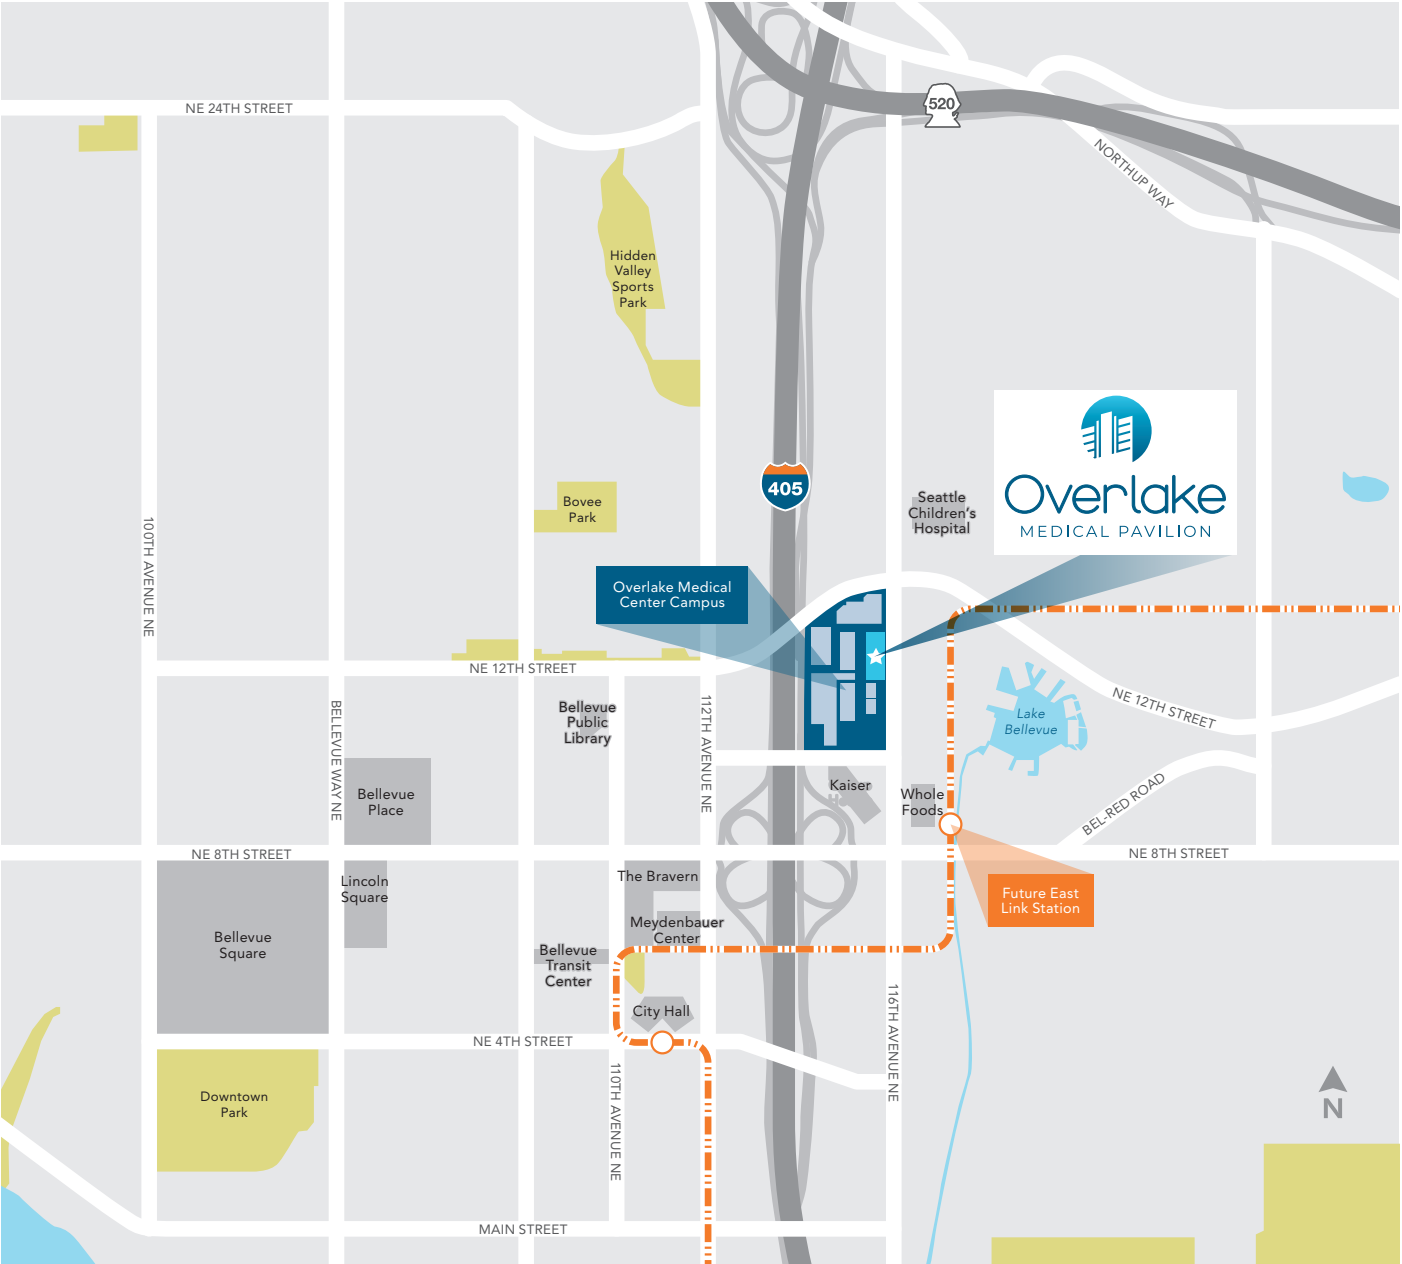 NE 24TH STREET
520
NORTHUP WAY
Hidden
Valley
Sports
Park
Overlake
MEDICAL PAVILION
405
Seattle
Children's
Hospital
Bovee
Park
100TH AVENUE NE
Overlake Medical
Center Campus
NE 12TH STREET
Bellevue
Public
Library
BELLEVUE WAY NE
112TH AVENUE NE
Lake
Bellevue
NE 12TH STREET
Bellevue
Place
Kaiser
Whole
Foods
BEL-RED ROAD
NE 8TH STREET
NE 8TH STREET
Lincoln
Square
The Bravern
Future East
Link Station
Bellevue
Square
Meydenbauer
Center
Bellevue
Transit
Center
City Hall
116TH AVENUE NE
NE 4TH STREET
Downtown
Park
110TH AVENUE NE
N
MAIN STREET